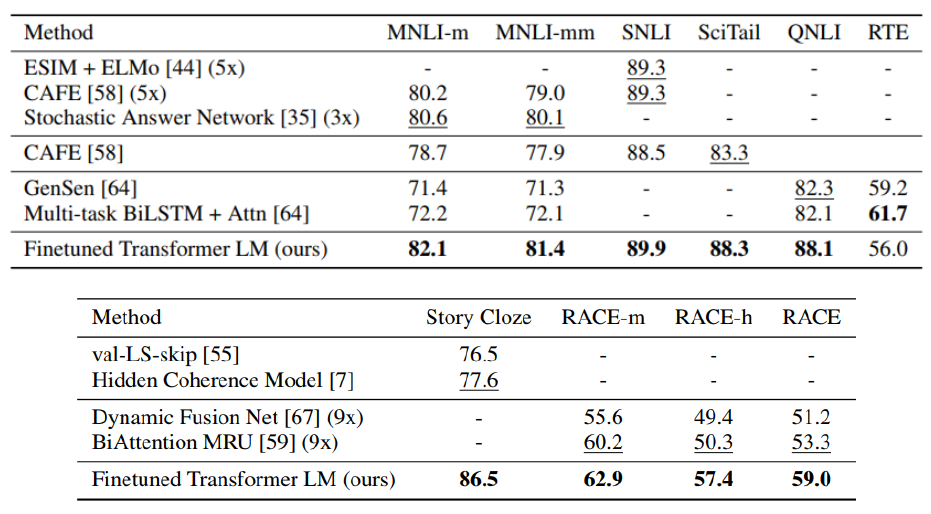 Method MNLI-m MNLI-mm SNLI SciTail QNLI RTE
ESIM + ELMo [44] (5x) - - 89.3 - - -
CAFE [58] (5x) 80.2 79.0 89.3 - - -
Stochastic Answer Network [35] (3x) 80.6 80.1 - - - -
CAFE [58] 78.7 77.9 88.5 83.3
GenSen [64] 71.4 71.3 - - 82.3 59.2
Multi-task BiLSTM + Attn [64] 72.2 72.1 - - 82.1 61.7
Finetuned Transformer LM (ours) 82.1 81.4 89.9 88.3 88.1 56.0
Method Story Cloze RACE-m RACE-h RACE
val-LS-skip [55] 76.5 - - -
Hidden Coherence Model [7] 77.6 - - -
Dynamic Fusion Net [67] (9x) - 55.6 49.4 51.2
BiAttention MRU [59] (9x) - 60.2 50.3 53.3
Finetuned Transformer LM (ours) 86.5 62.9 57.4 59.0